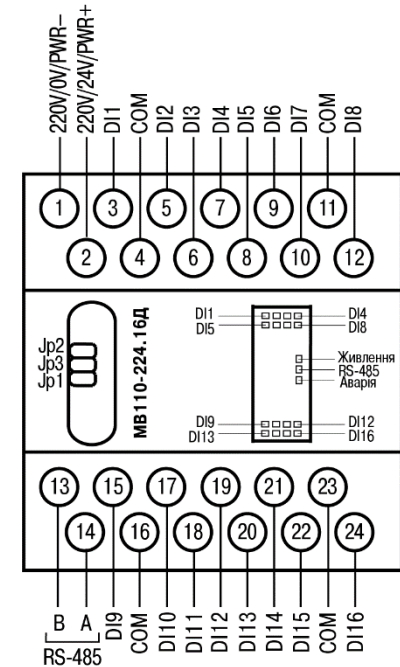 220V/0V/PWR–
220V/24V/PWR+
DI1
COM
DI2
DI3
DI4
DI5
DI6
DI7
COM
DI8
1 3 5 7 9 11
2 4 6 8 10 12
Jp2
Jp3
Jp1
МВ110-224.16Д
DI1 DI4
DI5 DI8
Живлення
RS-485
Аварія
DI9 DI12
DI13 DI16
13 15 17 19 21 23
14 16 18 20 22 24
B
A
RS-485
DI9
COM
DI10
DI11
DI12
DI13
DI14
DI15
COM
DI16